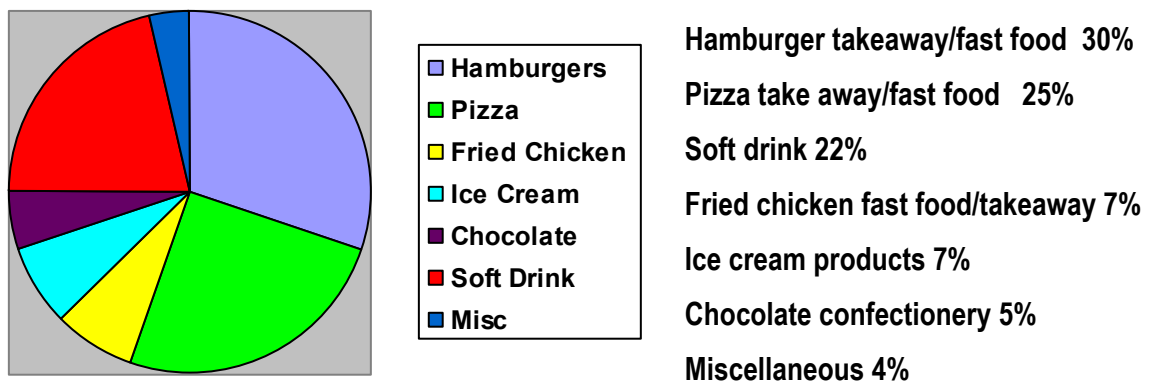 Hamburgers
Pizza
Fried Chicken
Ice Cream
Chocolate
Soft Drink
Misc
Hamburger takeaway/fast food 30%
Pizza take away/fast food 25%
Soft drink 22%
Fried chicken fast food/takeaway 7%
Ice cream products 7%
Chocolate confectionery 5%
Miscellaneous 4%